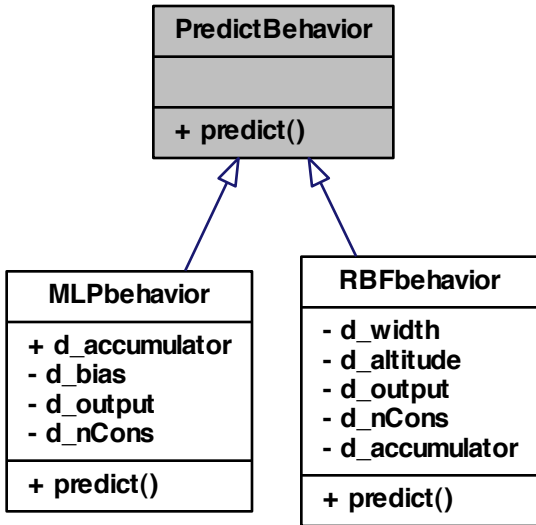 PredictBehavior
+ predict()
MLPbehavior
+ d_accumulator
- d_bias
- d_output
- d_nCons
+ predict()
RBFbehavior
- d_width
- d_altitude
- d_output
- d_nCons
- d_accumulator
+ predict()